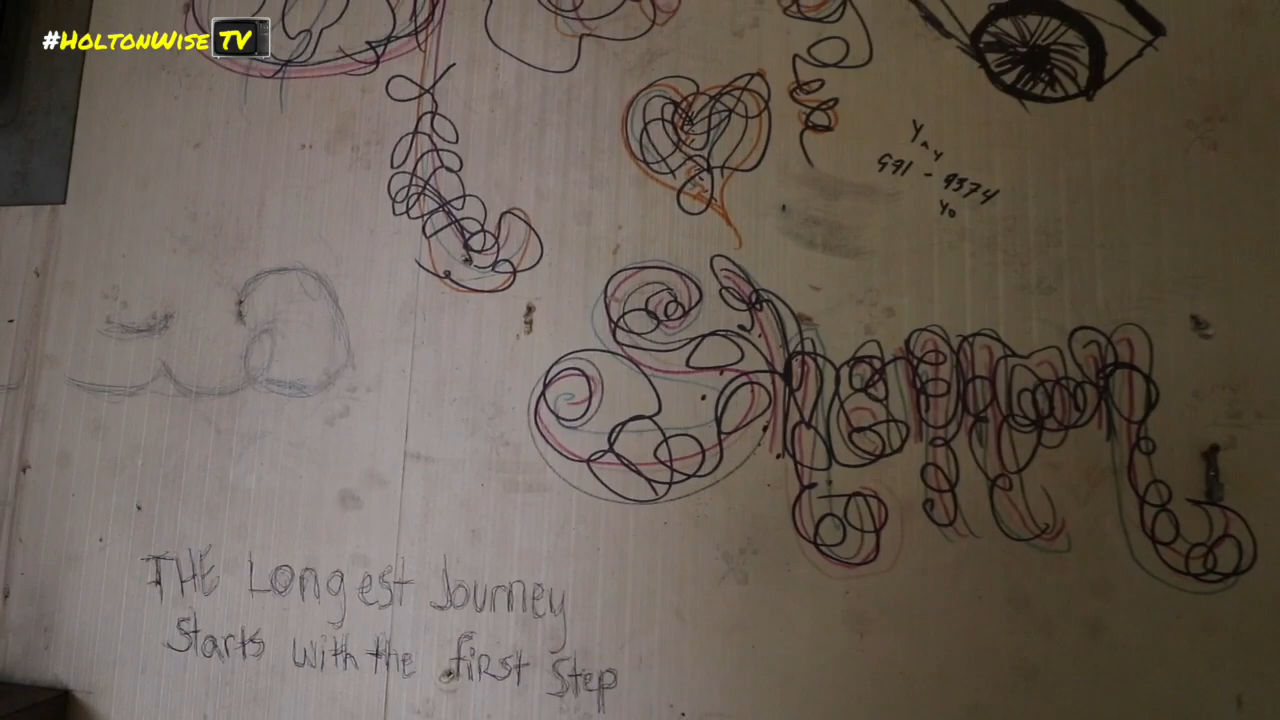 #HOLTONWISE TV
Yay
991 - 9374
Yo
THE Longest Journey
Starts with the first Step